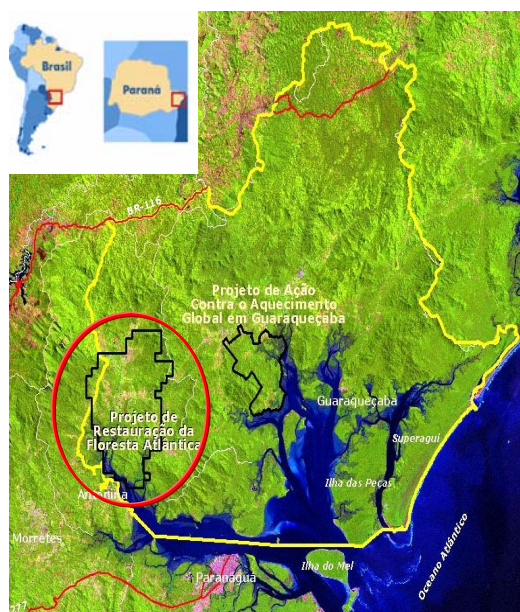 Brasil
Paraná
BR-116
Projeto de Ação
Contra o Aquecimento
Global em Guaraqueçaba
Guaraqueçaba
Projeto de
Restauração da
Floresta Atlântica
Superagui
Ilha das Peças
Antonina
Morretes
Oceano Atlântico
Ilha do Mel
Paranaguá
277